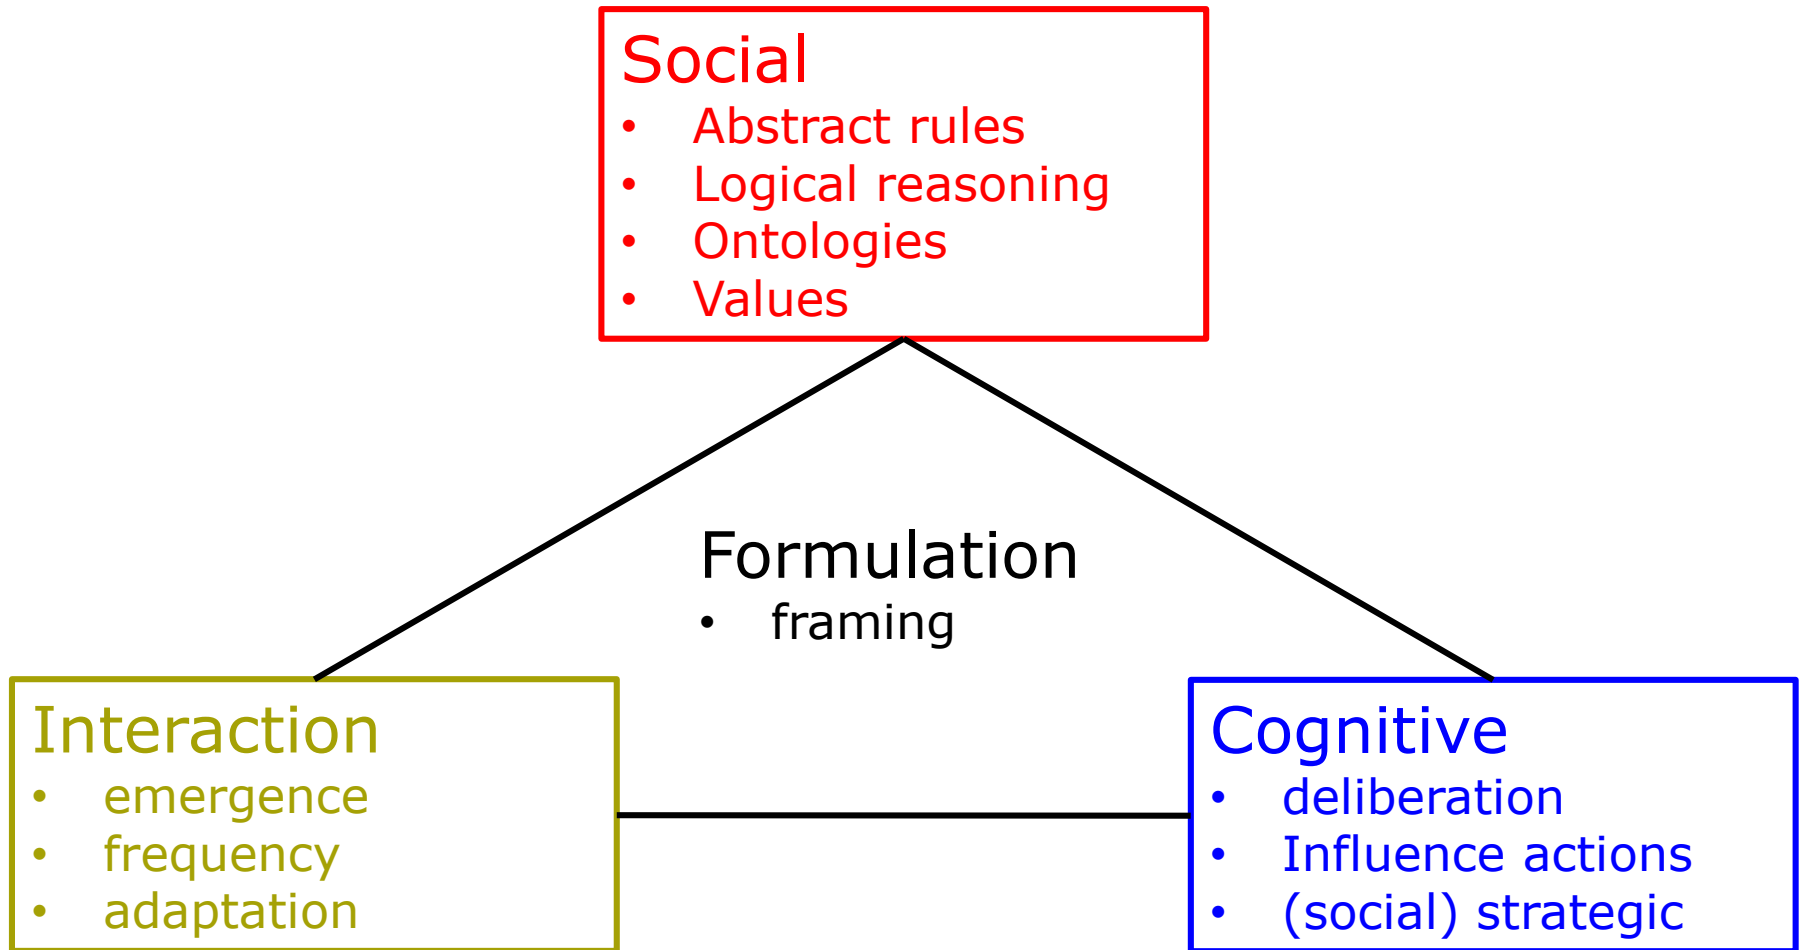 Social
• Abstract rules
• Logical reasoning
• Ontologies
• Values
Formulation
• framing
Interaction
• emergence
• frequency
• adaptation
Cognitive
• deliberation
• Influence actions
• (social) strategic